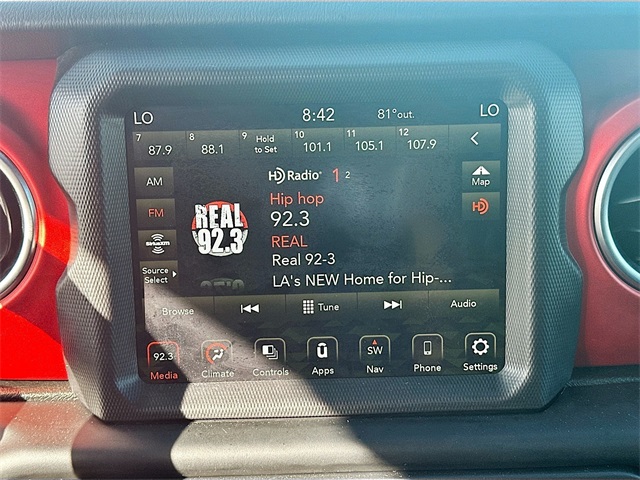 LO 8:42 81°out. LO
7 87.9 8 88.1 9 Hold to Set 10 101.1 11 105.1 12 107.9
AM
HD Radio 1 2
Map
FM
Hip hop
92.3
HD
SiriusXM
REAL 92.3
REAL
Real 92-3
Source Select
LA's NEW Home for Hip-...
Browse Tune Audio
92.3 SW
Media Climate Controls Apps Nav Phone Settings